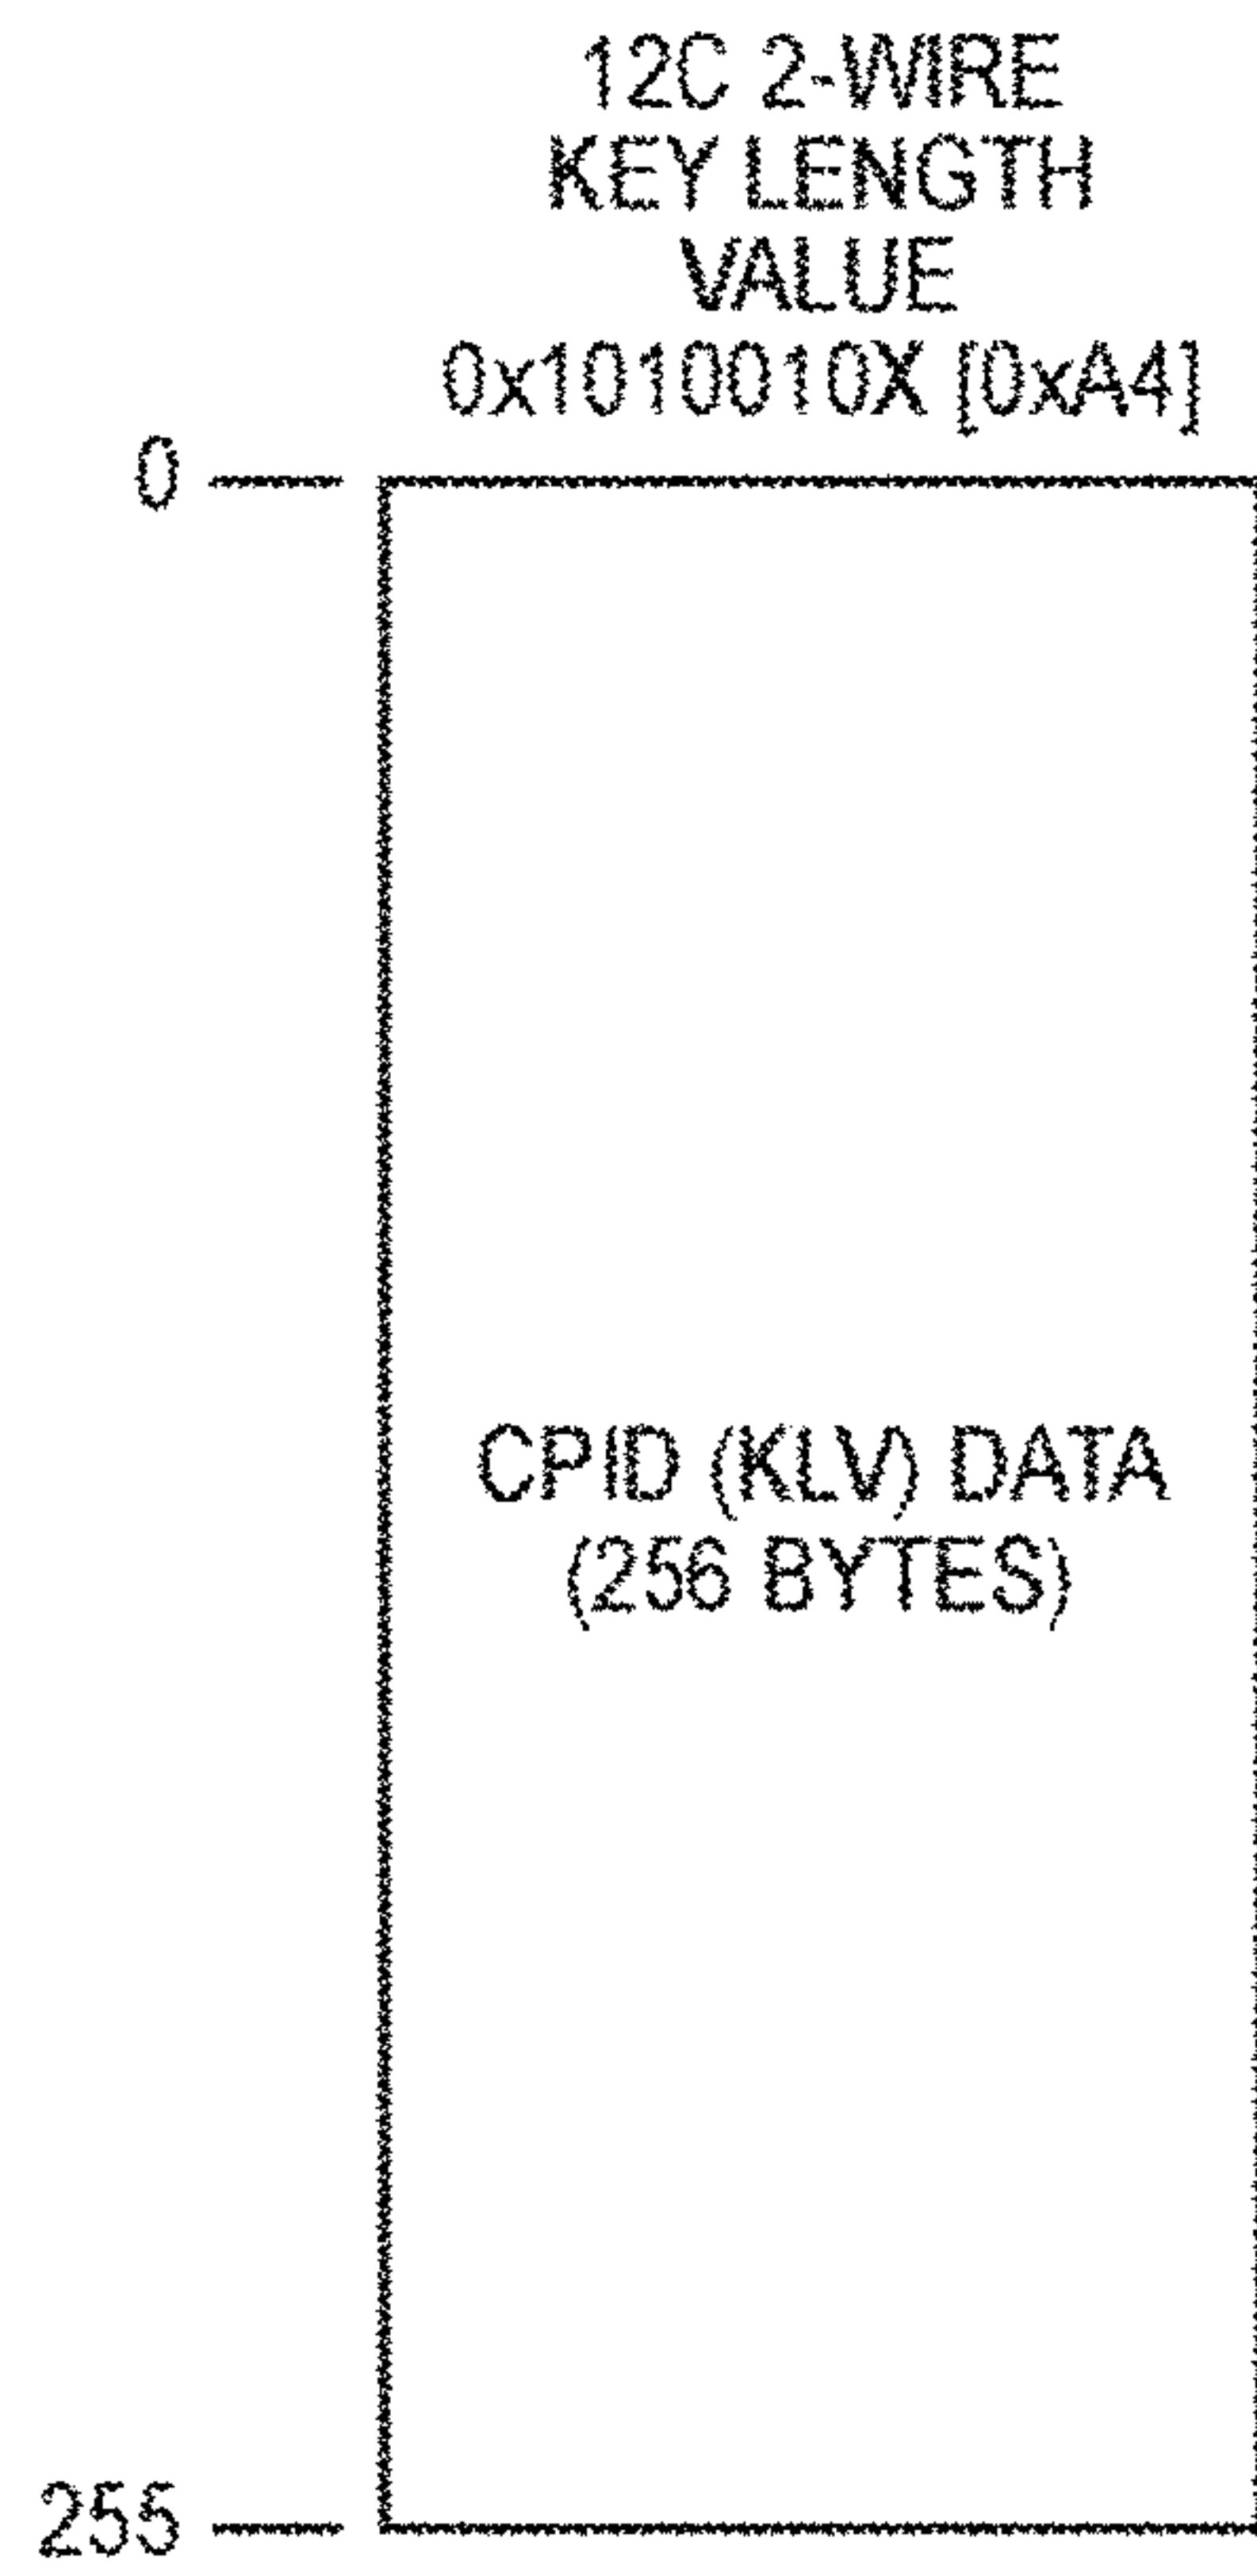 12C 2-WIRE
KEY LENGTH
VALUE
0x1010010X [0xA4]
0
CPID (KLV) DATA
(256 BYTES)
255